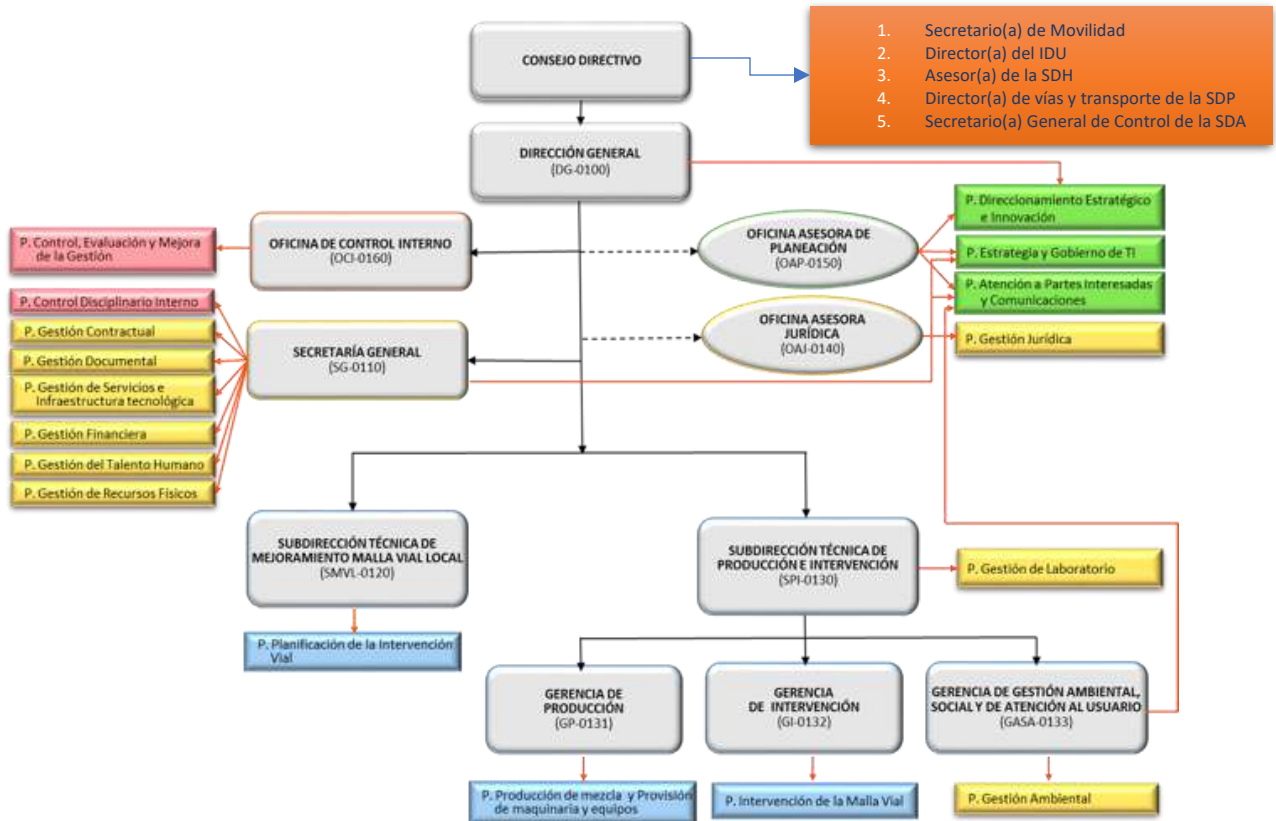 CONSEJO DIRECTIVO
1. Secretario(a) de Movilidad
2. Director(a) del IDU
3. Asesor(a) de la SDH
4. Director(a) de vías y transporte de la SDP
5. Secretario(a) General de Control de la SDA
DIRECCIÓN GENERAL
(DG-0100)
P. Control, Evaluación y Mejora
de la Gestión
OFICINA DE CONTROL INTERNO
(OCI-0160)
OFICINA ASESORA DE
PLANEACIÓN
(OAP-0150)
P. Direccionamiento Estratégico
e Innovación
P. Estrategia y Gobierno de TI
P. Atención a Partes Interesadas
y Comunicaciones
P. Control Disciplinario Interno
P. Gestión Contractual
P. Gestión Documental
P. Gestión de Servicios e
Infraestructura tecnológica
P. Gestión Financiera
P. Gestión del Talento Humano
P. Gestión de Recursos Físicos
SECRETARÍA GENERAL
(SG-0110)
OFICINA ASESORA
JURÍDICA
(OAJ-0140)
P. Gestión Jurídica
SUBDIRECCIÓN TÉCNICA DE
MEJORAMIENTO MALLA VIAL LOCAL
(SMVL-0120)
P. Planificación de la Intervención
Vial
SUBDIRECCIÓN TÉCNICA DE
PRODUCCIÓN E INTERVENCIÓN
(SPI-0130)
P. Gestión de Laboratorio
GERENCIA DE
PRODUCCIÓN
(GP-0131)
GERENCIA
DE INTERVENCIÓN
(GI-0132)
GERENCIA DE GESTIÓN AMBIENTAL,
SOCIAL Y DE ATENCIÓN AL USUARIO
(GASA-0133)
P. Producción de mezcla y Provisión
de maquinaria y equipos
P. Intervención de la Malla Vial
P. Gestión Ambiental